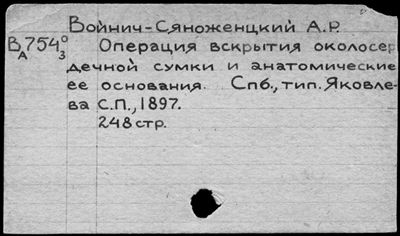 Войнич-Сяноженцкий А.Р.
В 754° Операция вскрытия околосер
А 3 дечной сумки и анатомические
ее основания. Спб., тип. Яковле-
ва С.П., 1897.
248 стр.